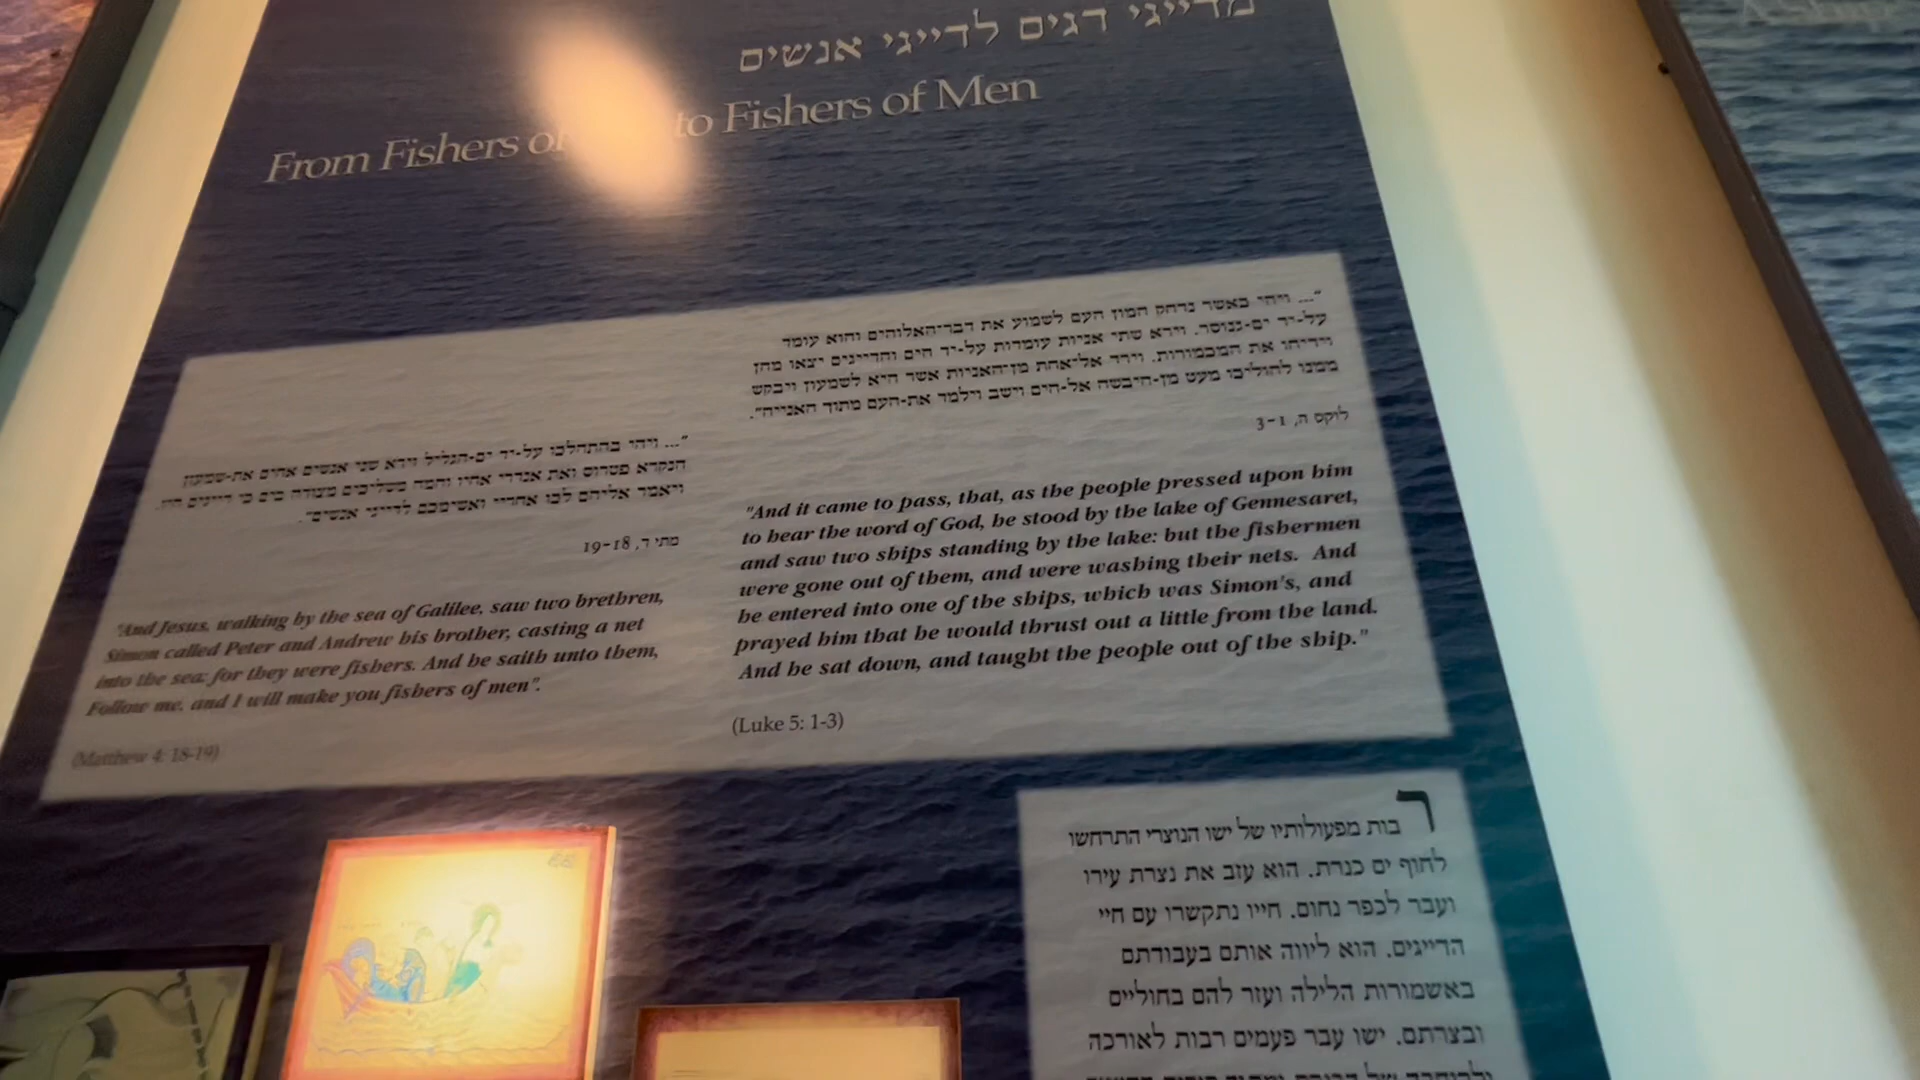 מדייגי דגים לדייגי אנשים
From Fishers of to Fishers of Men
"... ויהי כאשר נדחק המון העם לשמוע את דבר־האלוהים והוא עומד
על-יד ים-גנוסר. וירא שתי אניות עומדות על-יד הים והדייגים יצאו מהן
וידיחו את המכמורות. וירד אל־אחת מן־האניות אשר היא לשמעון ויבקש
ממנו להוליכו מעט מן-היבשה אל-הים וישב וילמד את-העם מתוך האנייה".
לוקס ה, 1-3
"And it came to pass, that, as the people pressed upon him
to hear the word of God, he stood by the lake of Gennesaret,
and saw two ships standing by the lake: but the fishermen
were gone out of them, and were washing their nets. And
he entered into one of the ships, which was Simon's, and
prayed him that he would thrust out a little from the land.
And he sat down, and taught the people out of the ship."
(Luke 5: 1-3)
"... ויהי בהתהלכו על-יד ים-הגליל וירא שני אנשים אחים את-שמעון
הנקרא פטרוס ואת אנדרי אחיו והמה משליכים מצודה בים כי דייגים
ויאמר אליהם לכו אחריי ואשימכם לדייגי אנשים".
מתי ד, 18-19
"And Jesus, walking by the sea of Galilee, saw two brethren,
Simon called Peter and Andrew his brother, casting a net
into the sea: for they were fishers. And he saith unto them,
Follow me, and I will make you fishers of men".
(Matthew 4: 18-19)
רבות מפעולותיו של ישו הנוצרי התרחשו
לחוף ים כנרת. הוא עזב את נצרת עירו
ועבר לכפר נחום. חייו נתקשרו עם חיי
הדייגים. הוא ליווה אותם בעבודתם
באשמורות הלילה ועזר להם בחוליים
ובצרתם. ישו עבר פעמים רבות לאורכה